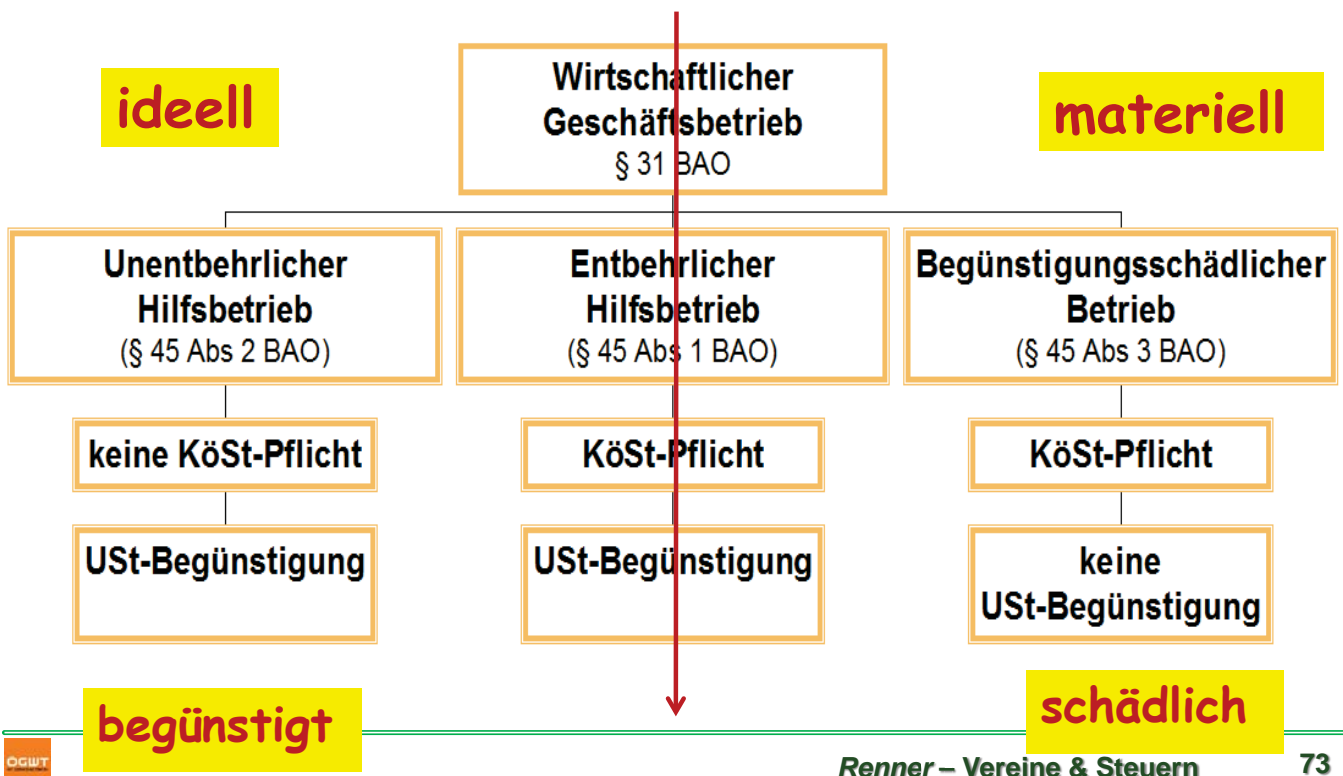 ideell
Wirtschaftlicher
Geschäftsbetrieb
§ 31 BAO
materiell
Unentbehrlicher
Hilfsbetrieb
(§ 45 Abs 2 BAO)
Entbehrlicher
Hilfsbetrieb
(§ 45 Abs 1 BAO)
Begünstigungsschädlicher
Betrieb
(§ 45 Abs 3 BAO)
keine KöSt-Pflicht
KöSt-Pflicht
KöSt-Pflicht
USt-Begünstigung
USt-Begünstigung
keine
USt-Begünstigung
begünstigt
schädlich
ÖGWT
Renner – Vereine & Steuern
73